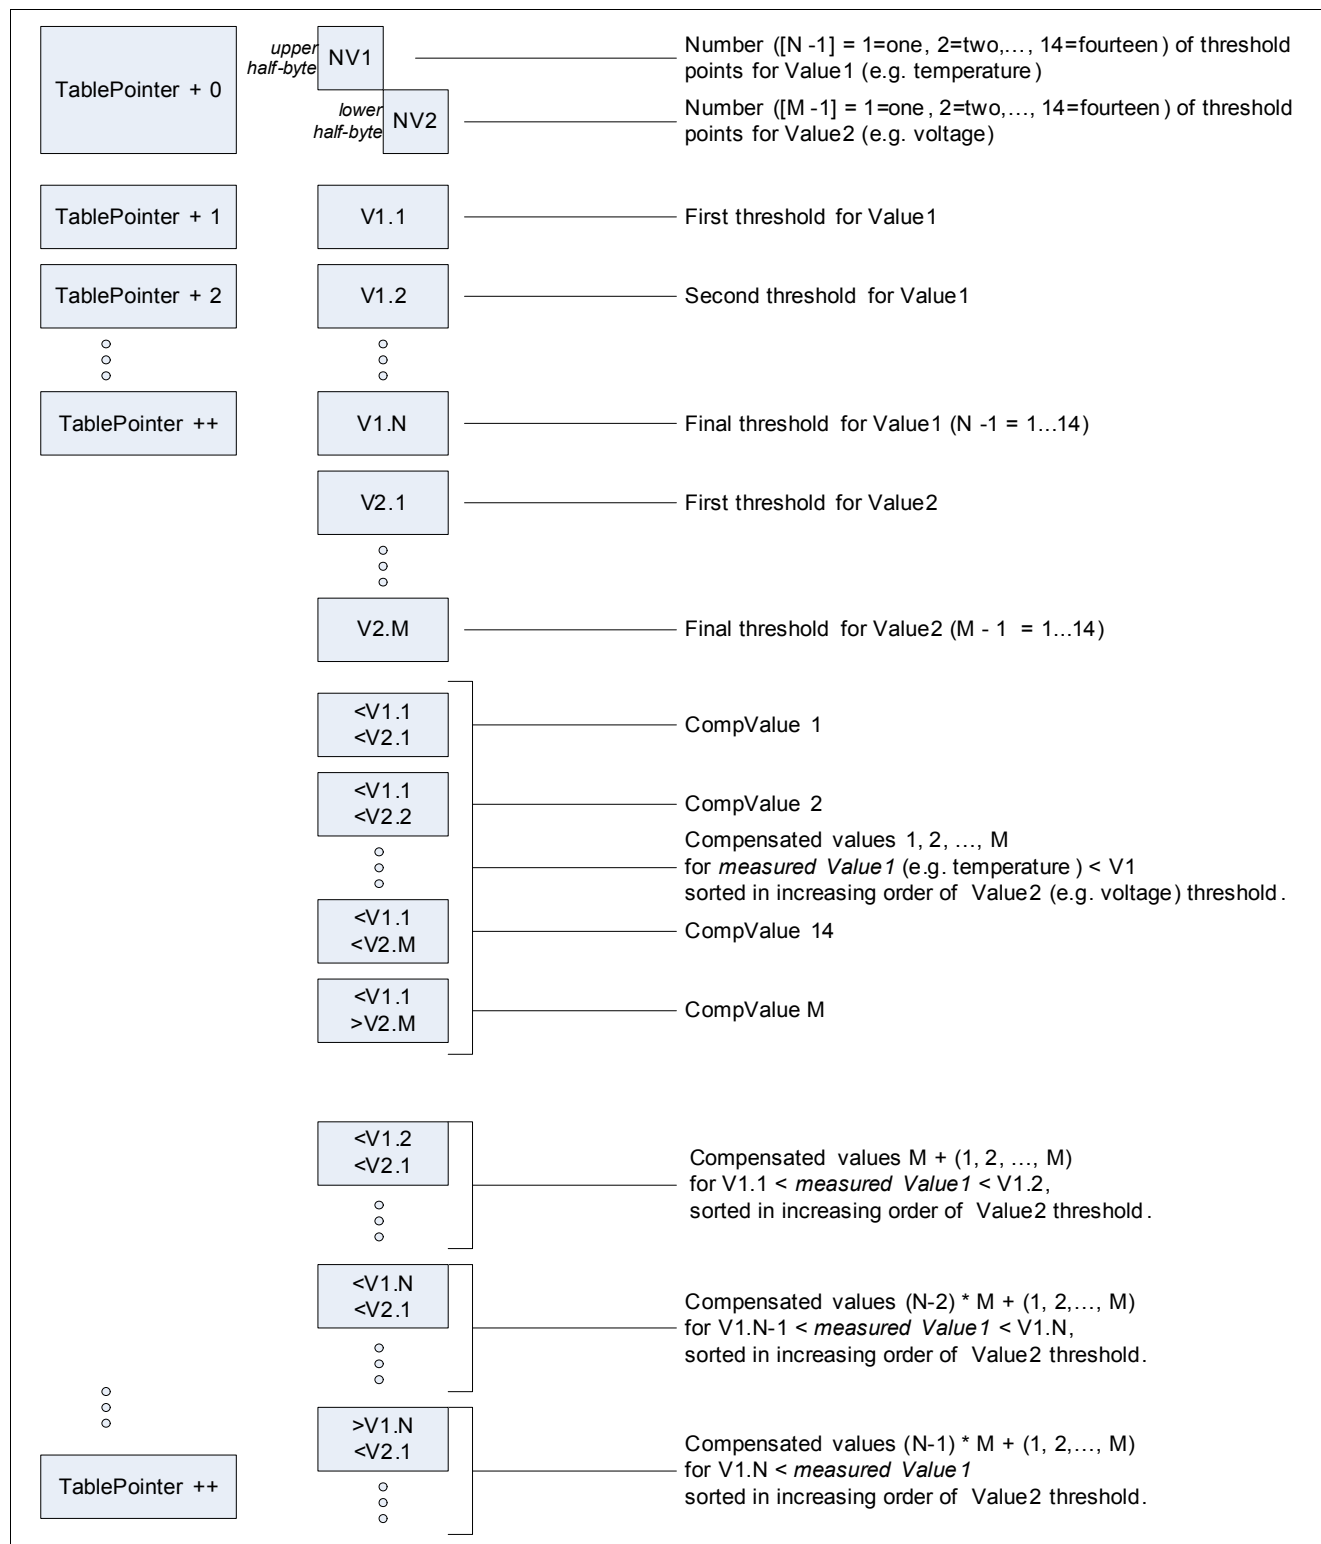 TablePointer + 0
upper
half-byte
NV1
Number ([N -1] = 1=one, 2=two,…, 14=fourteen) of threshold
points for Value1 (e.g. temperature)
lower
half-byte
NV2
Number ([M -1] = 1=one, 2=two,…, 14=fourteen) of threshold
points for Value2 (e.g. voltage)
TablePointer + 1
V1.1
First threshold for Value1
TablePointer + 2
V1.2
Second threshold for Value1
TablePointer ++
V1.N
Final threshold for Value1 (N -1 = 1...14)
V2.1
First threshold for Value2
V2.M
Final threshold for Value2 (M - 1 = 1...14)
<V1.1
<V2.1
CompValue 1
<V1.1
<V2.2
CompValue 2
Compensated values 1, 2, …, M
for measured Value1 (e.g. temperature) < V1
sorted in increasing order of Value2 (e.g. voltage) threshold.
<V1.1
<V2.M
CompValue 14
<V1.1
>V2.M
CompValue M
<V1.2
<V2.1
Compensated values M + (1, 2, …, M)
for V1.1 < measured Value1 < V1.2,
sorted in increasing order of Value2 threshold.
<V1.N
<V2.1
Compensated values (N-2) * M + (1, 2,…, M)
for V1.N-1 < measured Value1 < V1.N,
sorted in increasing order of Value2 threshold.
>V1.N
<V2.1
Compensated values (N-1) * M + (1, 2,…, M)
for V1.N < measured Value1
sorted in increasing order of Value2 threshold.
TablePointer ++